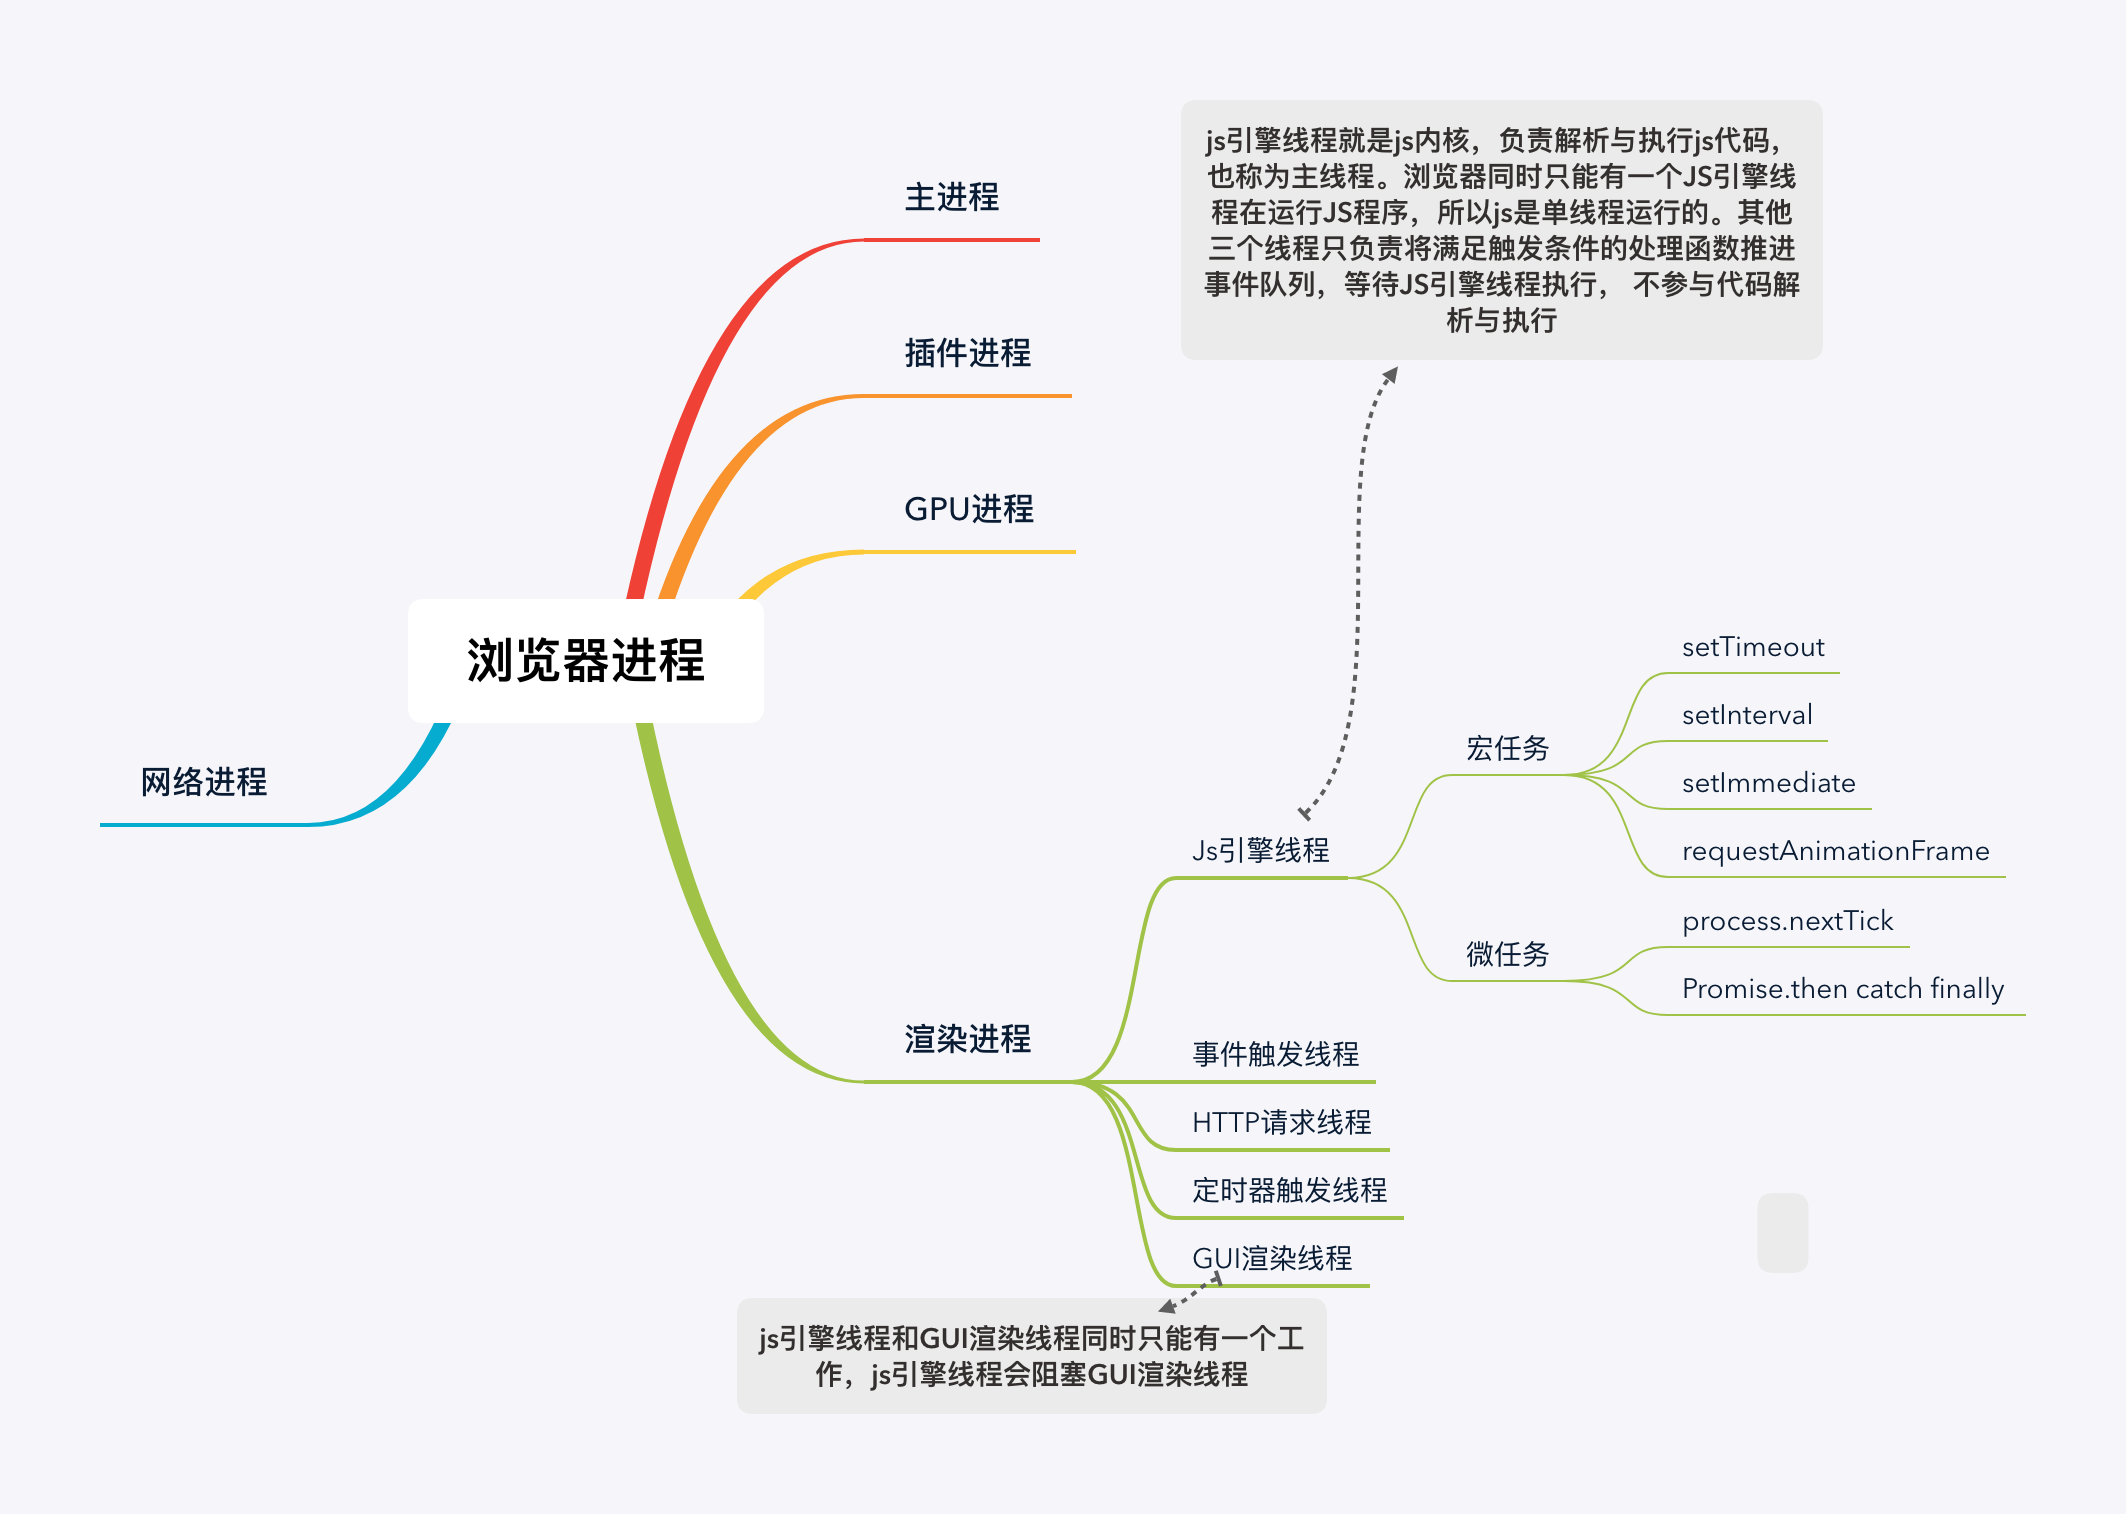 js引擎线程就是js内核，负责解析与执行js代码，
也称为主线程。浏览器同时只能有一个JS引擎线
程在运行JS程序，所以js是单线程运行的。其他
三个线程只负责将满足触发条件的处理函数推进
事件队列，等待JS引擎线程执行， 不参与代码解
析与执行
主进程
插件进程
GPU进程
浏览器进程
网络进程
渲染进程
Js引擎线程
宏任务
setTimeout
setInterval
setImmediate
requestAnimationFrame
微任务
process.nextTick
Promise.then catch finally
事件触发线程
HTTP请求线程
定时器触发线程
GUI渲染线程
js引擎线程和GUI渲染线程同时只能有一个工
作，js引擎线程会阻塞GUI渲染线程